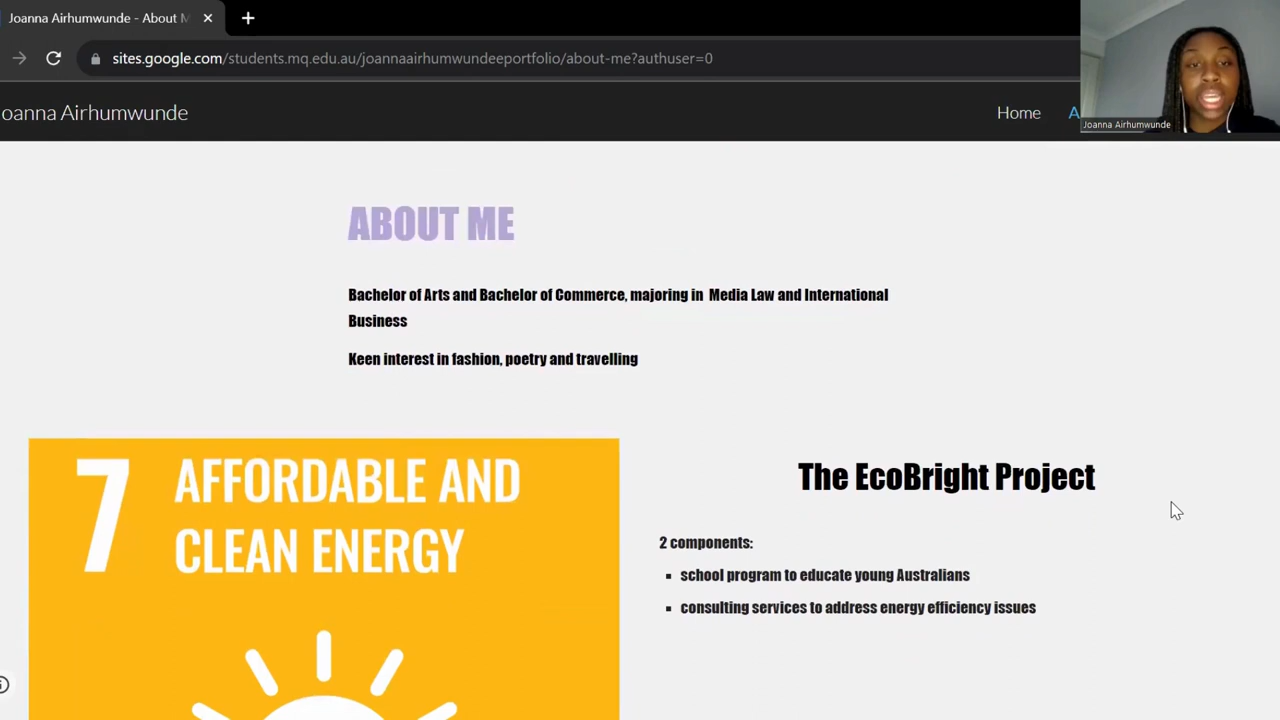 Joanna Airhumwunde - About M
sites.google.com/students.mq.edu.au/joannaairhumwundeeportfolio/about-me?authuser=0
oanna Airhumwunde
Home
A
Joanna Airhumwunde
ABOUT ME
Bachelor of Arts and Bachelor of Commerce, majoring in Media Law and International
Business
Keen interest in fashion, poetry and travelling
7 AFFORDABLE AND
CLEAN ENERGY
The EcoBright Project
2 components:
school program to educate young Australians
consulting services to address energy efficiency issues